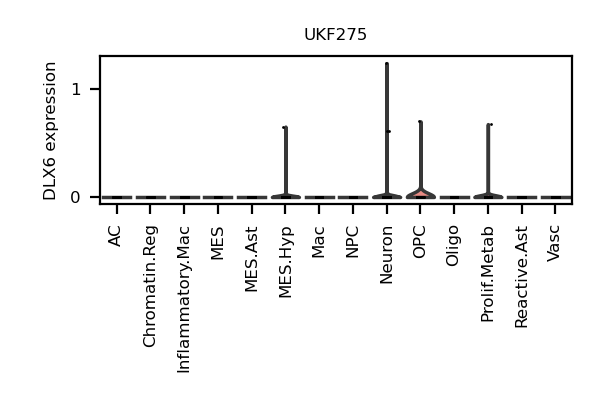 UKF275
DLX6 expression
1
0
AC
Chromatin.Reg
Inflammatory.Mac
MES
MES.Ast
MES.Hyp
Mac
NPC
Neuron
OPC
Oligo
Prolif.Metab
Reactive.Ast
Vasc